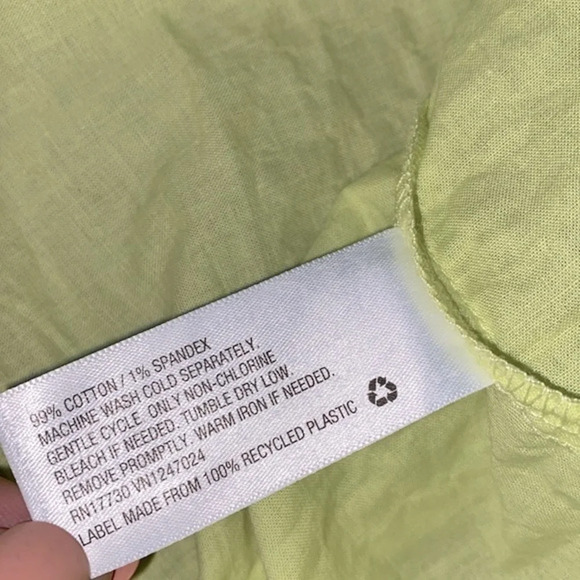 99% COTTON / 1% SPANDEX
MACHINE WASH COLD SEPARATELY,
GENTLE CYCLE. ONLY NON-CHLORINE
BLEACH IF NEEDED. TUMBLE DRY LOW.
REMOVE PROMPTLY. WARM IRON IF NEEDED.
RN17730 VN1247024
LABEL MADE FROM 100% RECYCLED PLASTIC